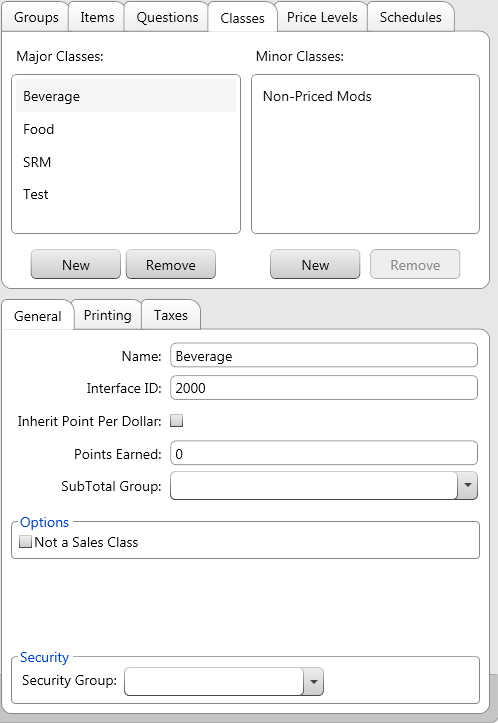 Groups Items Questions Classes Price Levels Schedules
Major Classes: Minor Classes:
Beverage Non-Priced Mods
Food
SRM
Test
New Remove New Remove
General Printing Taxes
Name: Beverage
Interface ID: 2000
Inherit Point Per Dollar:
Points Earned: 0
SubTotal Group:
Options
Not a Sales Class
Security
Security Group: